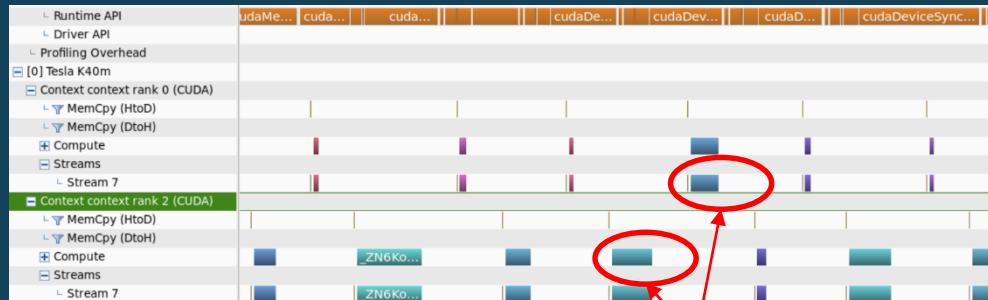 Runtime API udaMe... cuda... cuda... cudaDe... cudaDev... cudaD... cudaDeviceSync...
Driver API
Profiling Overhead
[0] Tesla K40m
Context context rank 0 (CUDA)
MemCpy (HtoD)
MemCpy (DtoH)
Compute
Streams
Stream 7
Context context rank 2 (CUDA)
MemCpy (HtoD)
MemCpy (DtoH)
Compute _ZN6Ko...
Streams
Stream 7 ZN6Ko...